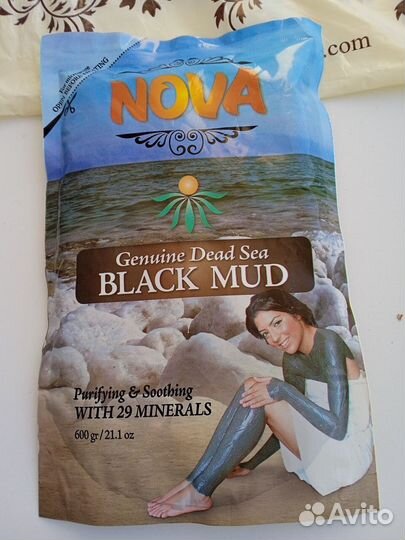 .com
NOVA
Genuine Dead Sea
BLACK MUD
Purifying & Soothing
WITH 29 MINERALS
600 gr/21.1 oz
Avito